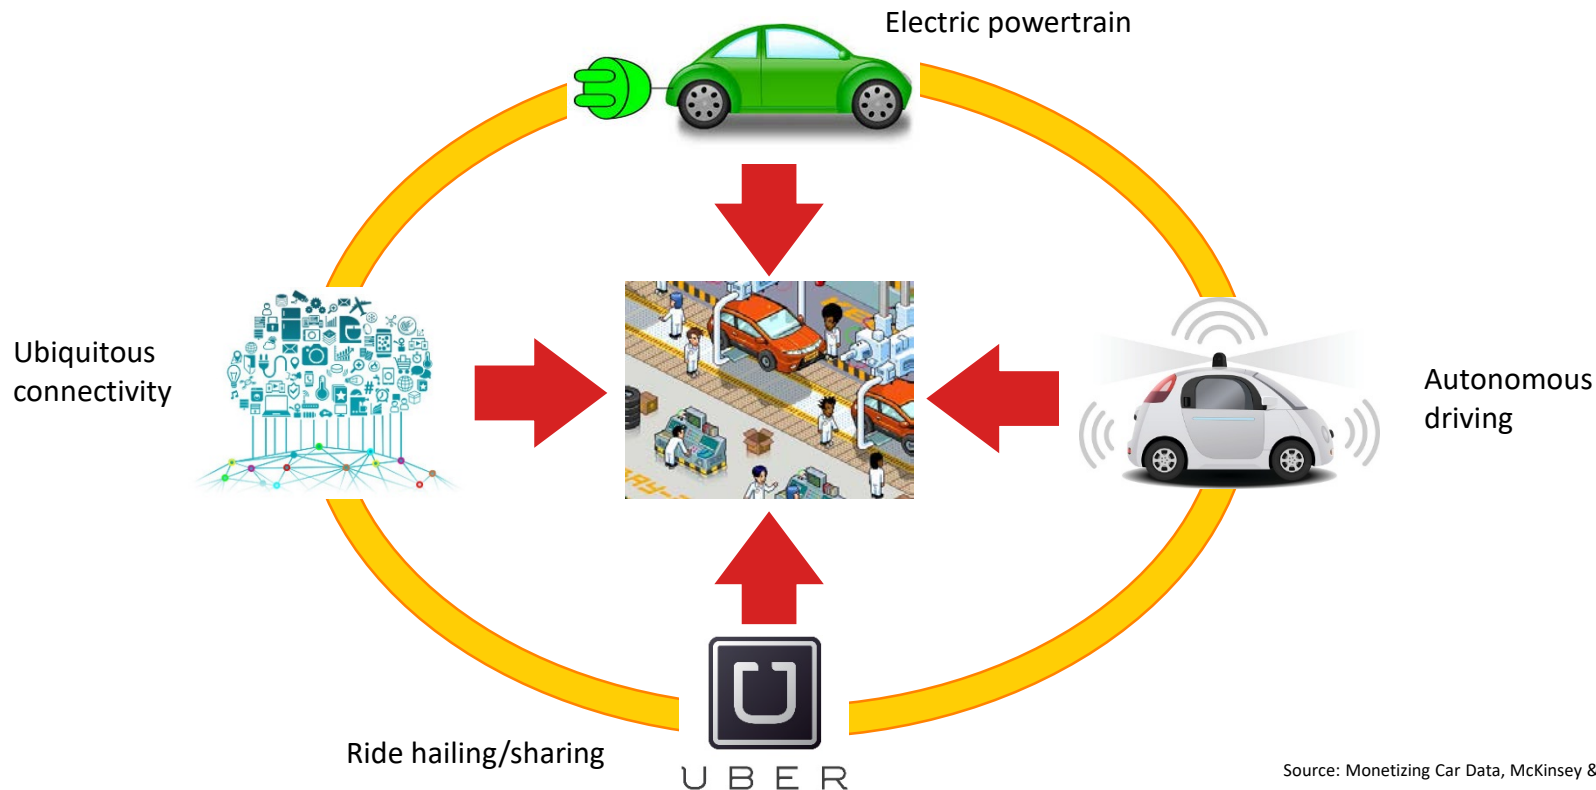 Electric powertrain
Ubiquitous
connectivity
Autonomous
driving
Ride hailing/sharing
UBER
Source: Monetizing Car Data, McKinsey &